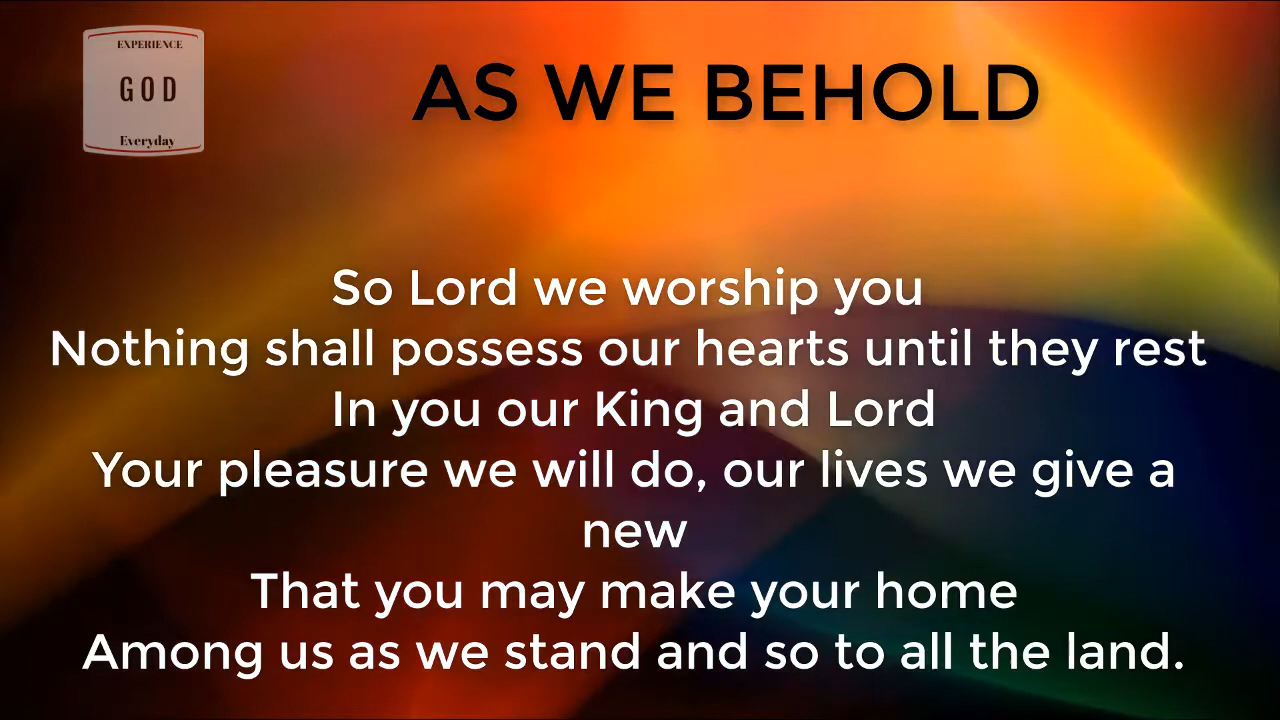 EXPERIENCE
GOD
Everyday
AS WE BEHOLD
So Lord we worship you
Nothing shall possess our hearts until they rest
In you our King and Lord
Your pleasure we will do, our lives we give a
new
That you may make your home
Among us as we stand and so to all the land.